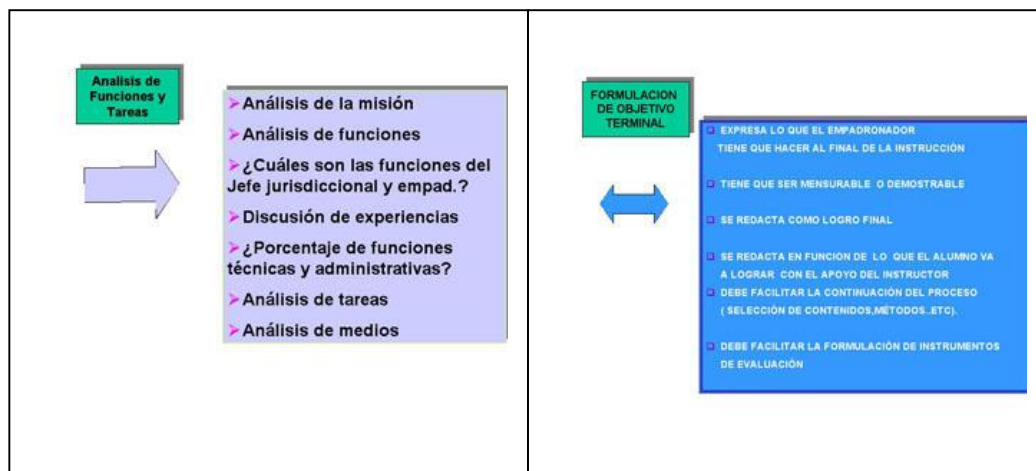 Analisis de
Funciones y
Tareas
Análisis de la misión
Análisis de funciones
¿Cuáles son las funciones del
Jefe jurisdiccional y empad.?
Discusión de experiencias
¿Porcentaje de funciones
técnicas y administrativas?
Análisis de tareas
Análisis de medios
FORMULACION
DE OBJETIVO
TERMINAL
EXPRESA LO QUE EL EMPADRONADOR
TIENE QUE HACER AL FINAL DE LA INSTRUCCIÓN
TIENE QUE SER MENSURABLE O DEMOSTRABLE
SE REDACTA COMO LOGRO FINAL
SE REDACTA EN FUNCION DE LO QUE EL ALUMNO VA
A LOGRAR CON EL APOYO DEL INSTRUCTOR
DEBE FACILITAR LA CONTINUACIÓN DEL PROCESO
( SELECCIÓN DE CONTENIDOS,MÉTODOS..ETC).
DEBE FACILITAR LA FORMULACIÓN DE INSTRUMENTOS
DE EVALUACIÓN